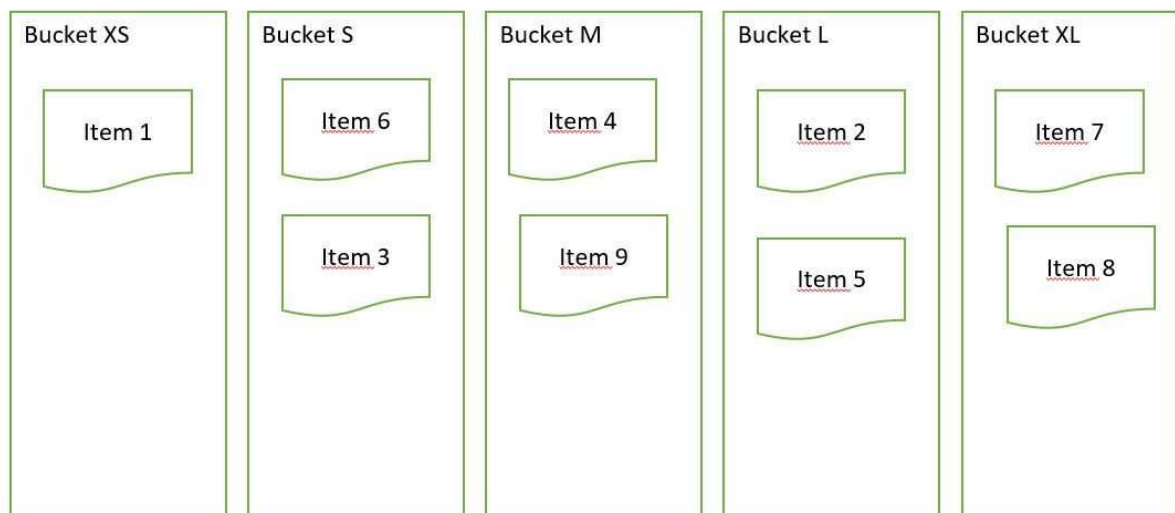 Bucket XS
Item 1
Bucket S
Item 6
Item 3
Bucket M
Item 4
Item 9
Bucket L
Item 2
Item 5
Bucket XL
Item 7
Item 8